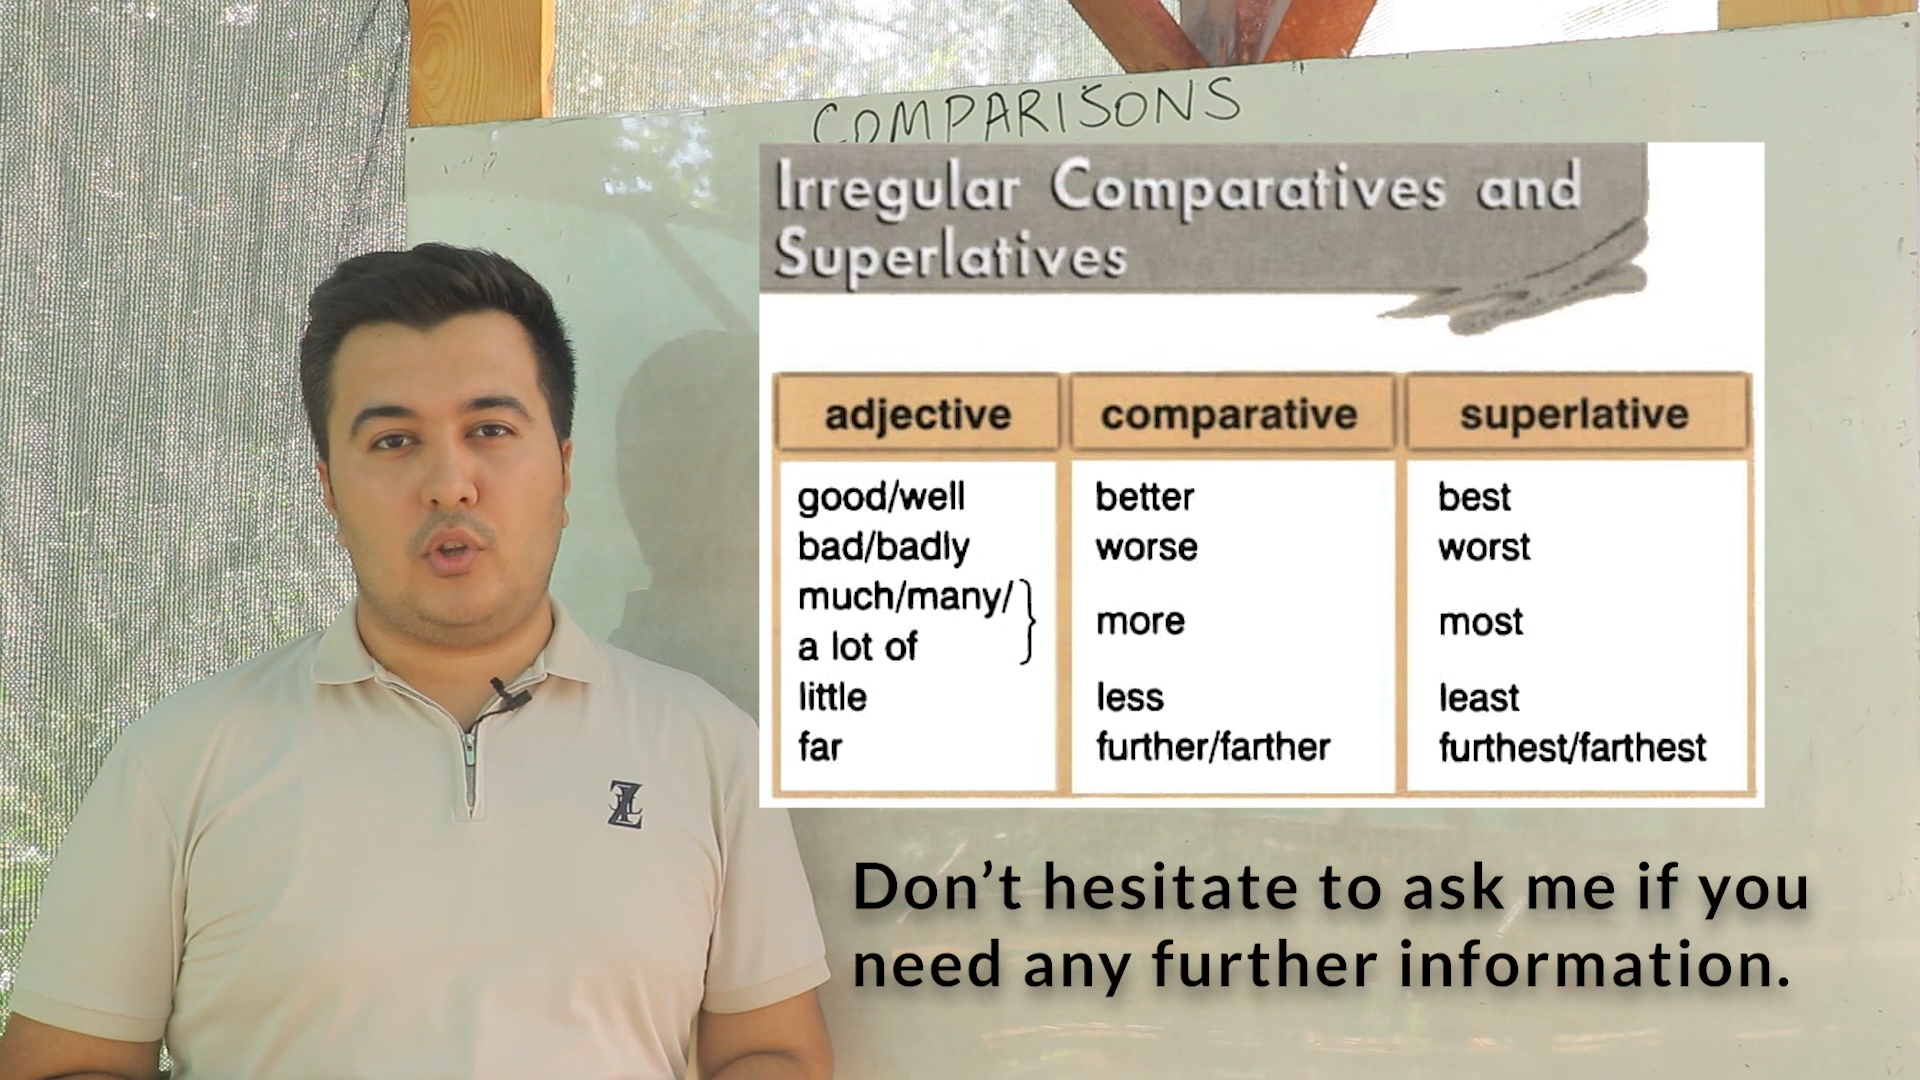 COMPARISONS
Irregular Comparatives and
Superlatives
adjective comparative superlative
good/well better best
bad/badly worse worst
much/many/
a lot of } more most
little less least
far further/farther furthest/farthest
Don’t hesitate to ask me if you
need any further information.